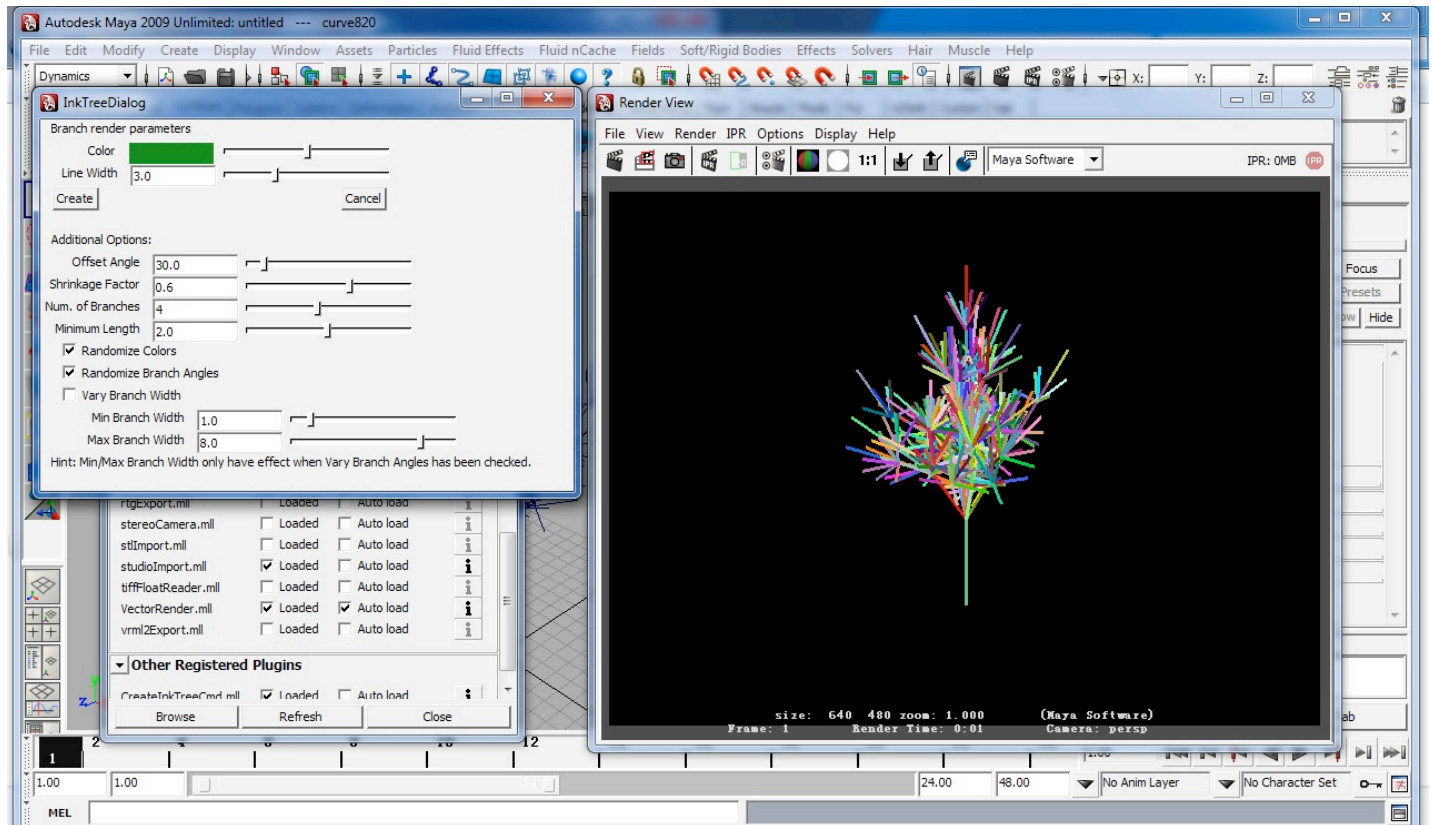 Autodesk Maya 2009 Unlimited: untitled --- curve820
File Edit Modify Create Display Window Assets Particles Fluid Effects Fluid nCache Fields Soft/Rigid Bodies Effects Solvers Hair Muscle Help
Dynamics X: Y: Z:
InkTreeDialog
Branch render parameters
Color
Line Width 3.0
Create Cancel
Additional Options:
Offset Angle 30.0
Shrinkage Factor 0.6
Num. of Branches 4
Minimum Length 2.0
Randomize Colors
Randomize Branch Angles
Vary Branch Width
Min Branch Width 1.0
Max Branch Width 8.0
Hint: Min/Max Branch Width only have effect when Vary Branch Angles has been checked.
rtgExport.mll Loaded Auto load
stereoCamera.mll Loaded Auto load i
stlImport.mll Loaded Auto load i
studioImport.mll Loaded Auto load i
tiffFloatReader.mll Loaded Auto load i
VectorRender.mll Loaded Auto load i
vrml2Export.mll Loaded Auto load i
Other Registered Plugins
CreateInkTreeCmd.mll Loaded Auto load i
Browse Refresh Close
Render View
File View Render IPR Options Display Help
IPR 1:1 Maya Software IPR: 0MB IPR
size: 640 480 zoom: 1.000 (Maya Software)
Frame: 1 Render Time: 0:01 Camera: persp
Focus
Presets
Hide
ab
y
z
1 2 4 10 12
1.00
1.00 1.00 24 24.00 48.00 No Anim Layer No Character Set
MEL